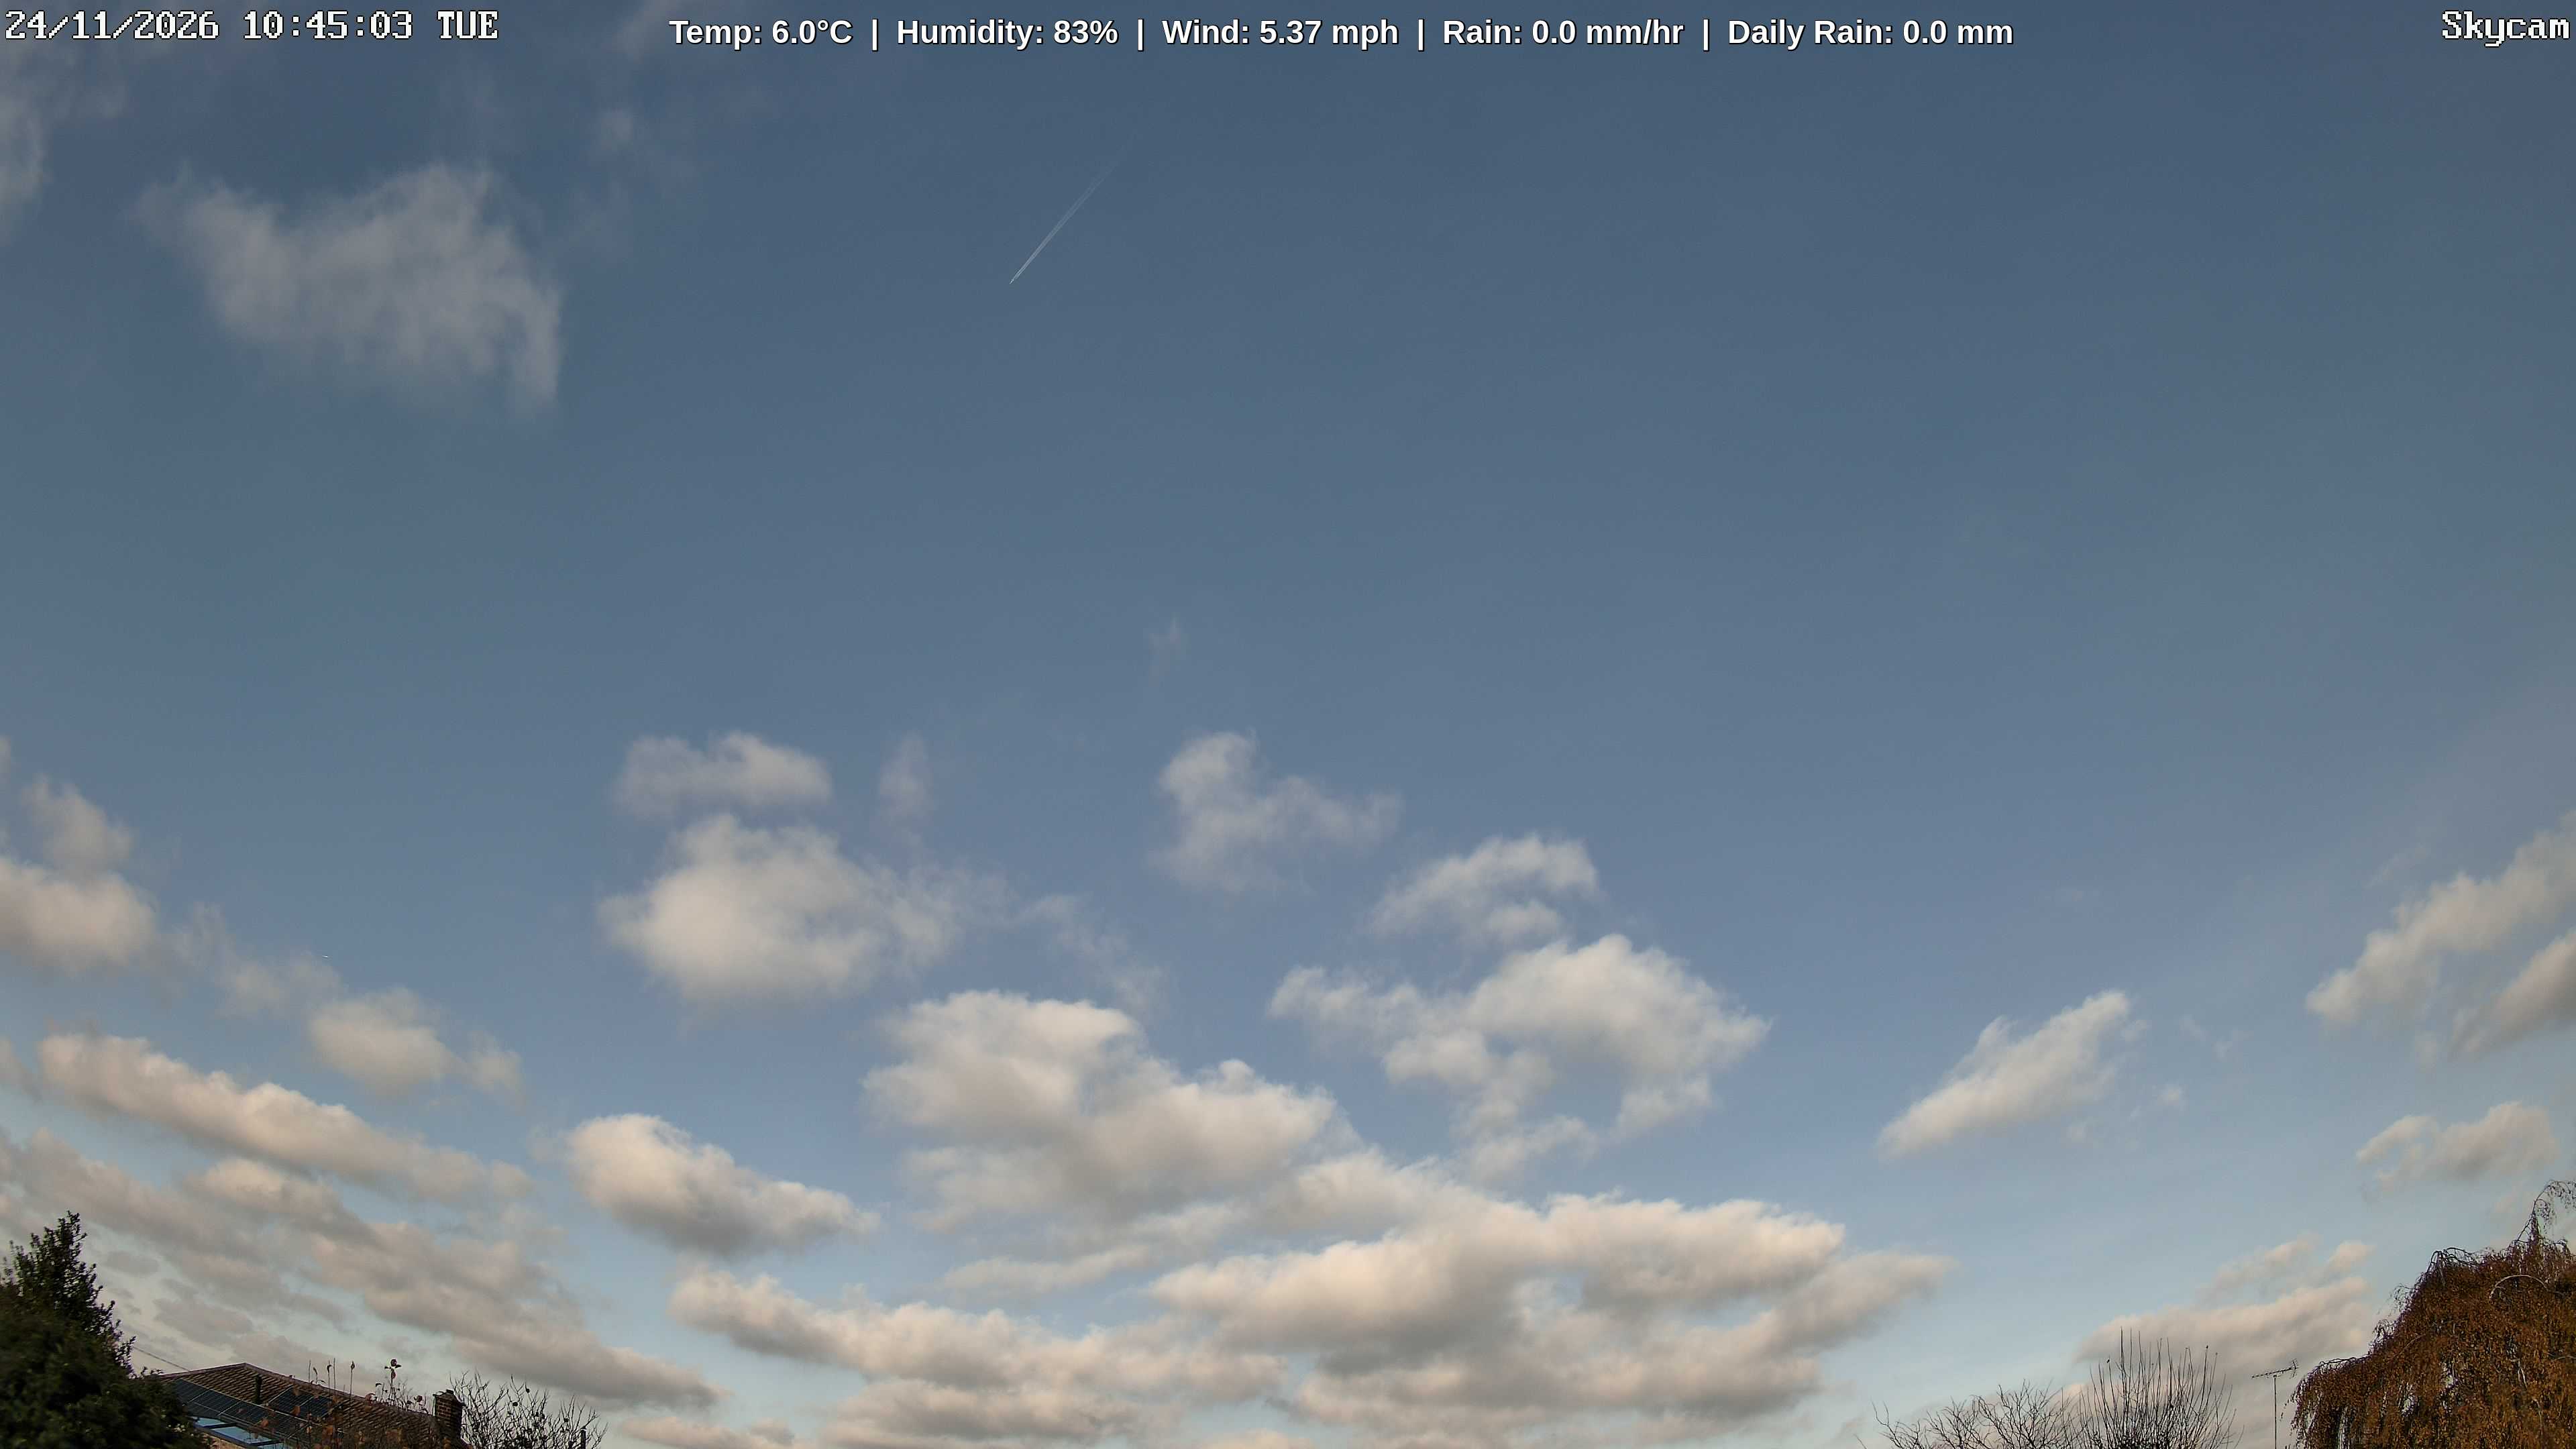 24/11/2026 10:45:03 TUE
Temp: 6.0°C | Humidity: 83% | Wind: 5.37 mph | Rain: 0.0 mm/hr | Daily Rain: 0.0 mm
Skycam